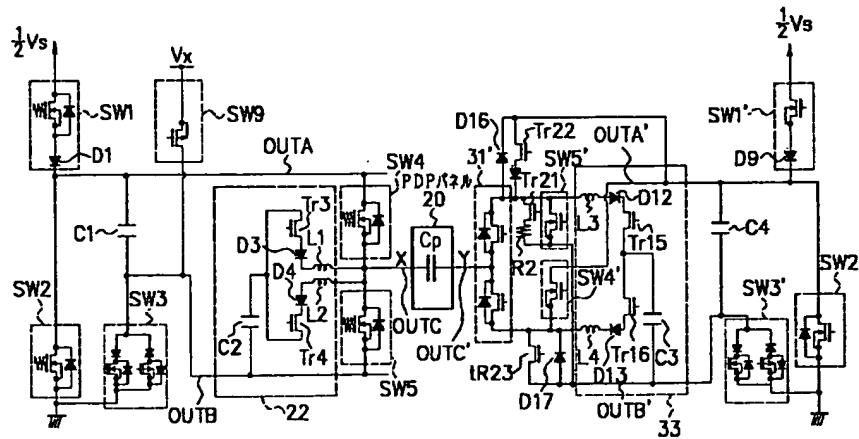 ½Vs
Vx
½Vs
SW1
SW9
D16
Tr22
OUTA'
SW1'
D1
OUTA
SW4
PDPパネル
31'
SW5'
Tr21
D12
D9
20
Tr3
C1
D3
L1
Cp
L3
C4
X
Y
R2
Tr15
SW2
SW3
D4
SW4'
SW3'
SW2
C2
L2
OUTC
Tr4
OUTC'
L4
Tr16
C3
tR23
D13
SW5
D17
OUTB
22
OUTB'
33